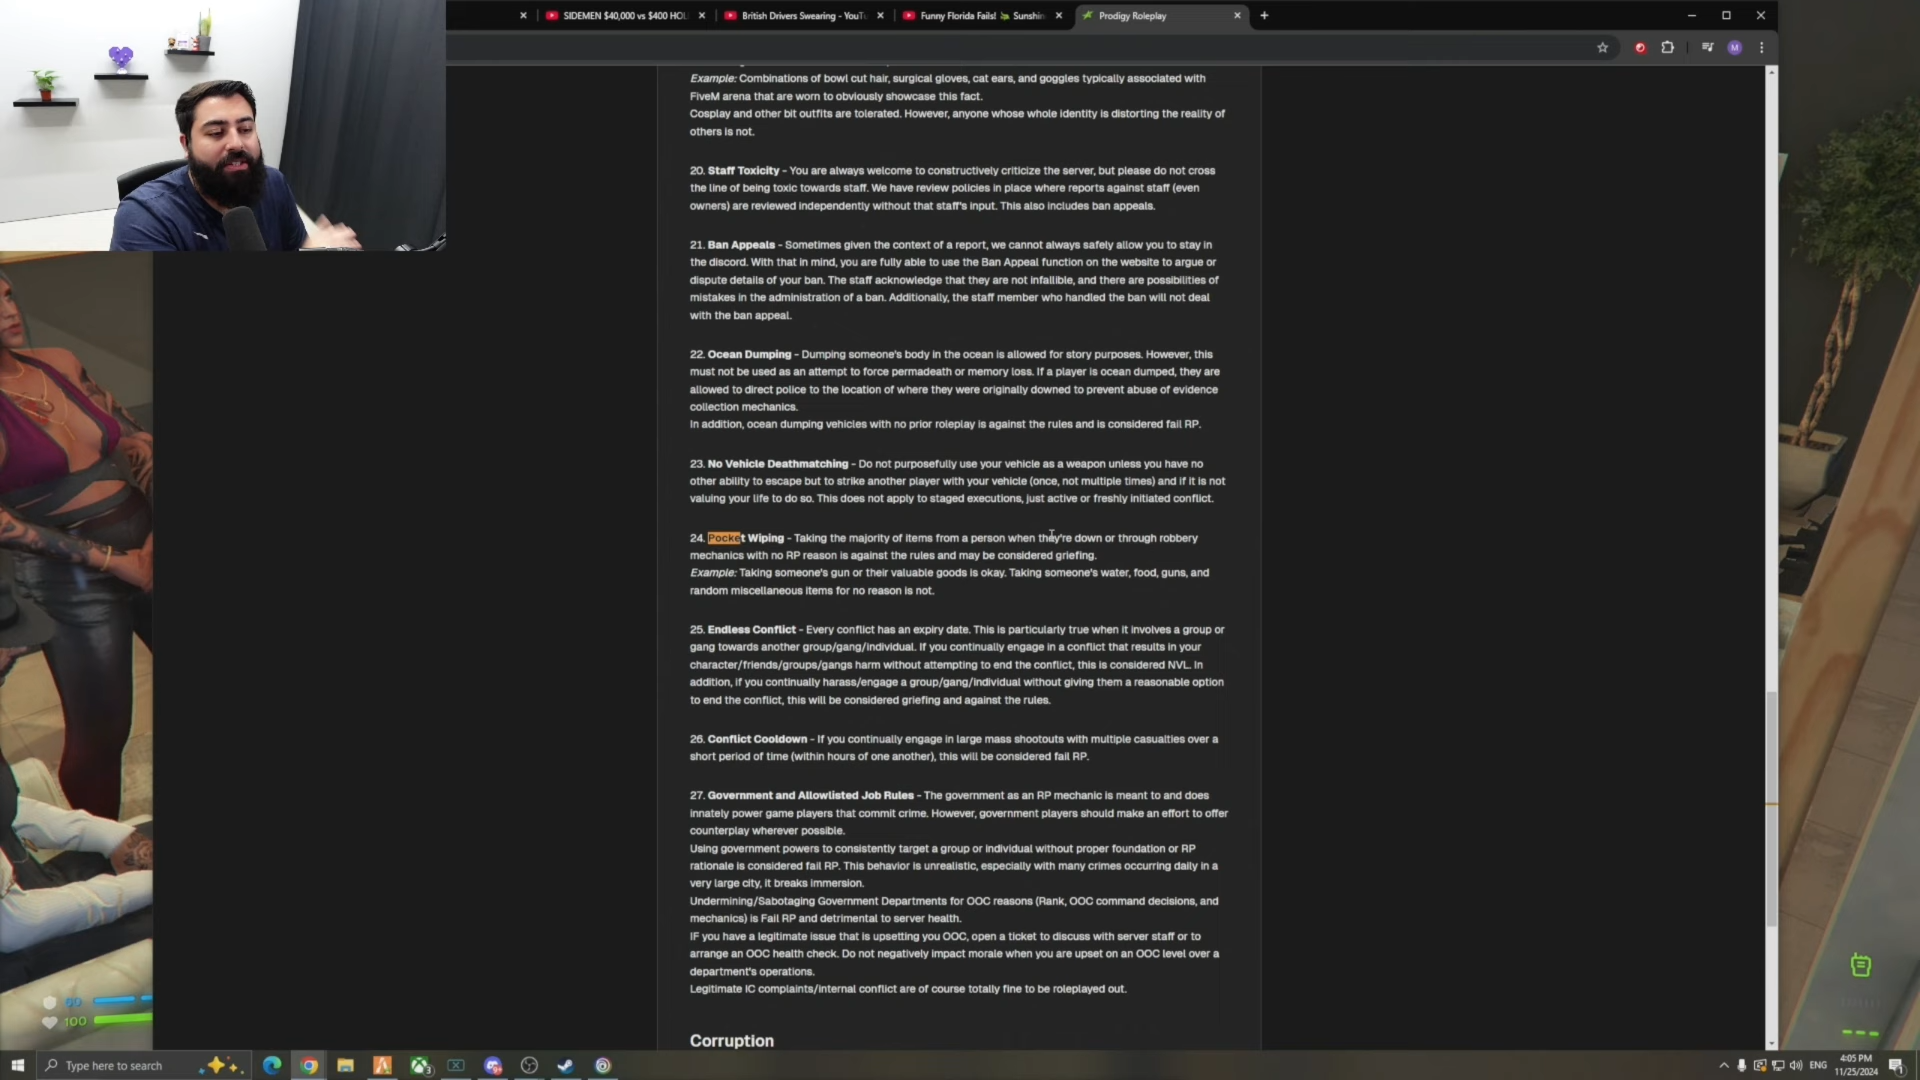 SIDEMEN $40,000 vs $400 HOL
British Drivers Swearing - YouTu
Funny Florida Fails! Sunshin
Prodigy Roleplay
M
Example: Combinations of bowl cut hair, surgical gloves, cat ears, and goggles typically associated with
FiveM arena that are worn to obviously showcase this fact.
Cosplay and other bit outfits are tolerated. However, anyone whose whole identity is distorting the reality of
others is not.
20. Staff Toxicity - You are always welcome to constructively criticize the server, but please do not cross
the line of being toxic towards staff. We have review policies in place where reports against staff (even
owners) are reviewed independently without that staff's input. This also includes ban appeals.
21. Ban Appeals - Sometimes given the context of a report, we cannot always safely allow you to stay in
the discord. With that in mind, you are fully able to use the Ban Appeal function on the website to argue or
dispute details of your ban. The staff acknowledge that they are not infallible, and there are possibilities of
mistakes in the administration of a ban. Additionally, the staff member who handled the ban will not deal
with the ban appeal.
22. Ocean Dumping - Dumping someone's body in the ocean is allowed for story purposes. However, this
must not be used as an attempt to force permadeath or memory loss. If a player is ocean dumped, they are
allowed to direct police to the location of where they were originally downed to prevent abuse of evidence
collection mechanics.
In addition, ocean dumping vehicles with no prior roleplay is against the rules and is considered fail RP.
23. No Vehicle Deathmatching - Do not purposefully use your vehicle as a weapon unless you have no
other ability to escape but to strike another player with your vehicle (once, not multiple times) and if it is not
valuing your life to do so. This does not apply to staged executions, just active or freshly initiated conflict.
24. Pocket Wiping - Taking the majority of items from a person when they're down or through robbery
mechanics with no RP reason is against the rules and may be considered griefing.
Example: Taking someone's gun or their valuable goods is okay. Taking someone's water, food, guns, and
random miscellaneous items for no reason is not.
25. Endless Conflict - Every conflict has an expiry date. This is particularly true when it involves a group or
gang towards another group/gang/individual. If you continually engage in a conflict that results in your
character/friends/groups/gangs harm without attempting to end the conflict, this is considered NVL. In
addition, if you continually harass/engage a group/gang/individual without giving them a reasonable option
to end the conflict, this will be considered griefing and against the rules.
26. Conflict Cooldown - If you continually engage in large mass shootouts with multiple casualties over a
short period of time (within hours of one another), this will be considered fail RP.
27. Government and Allowlisted Job Rules - The government as an RP mechanic is meant to and does
innately power game players that commit crime. However, government players should make an effort to offer
counterplay wherever possible.
Using government powers to consistently target a group or individual without proper foundation or RP
rationale is considered fail RP. This behavior is unrealistic, especially with many crimes occurring daily in a
very large city, it breaks immersion.
Undermining/Sabotaging Government Departments for OOC reasons (Rank, OOC command decisions, and
mechanics) is Fail RP and detrimental to server health.
IF you have a legitimate issue that is upsetting you OOC, open a ticket to discuss with server staff or to
arrange an OOC health check. Do not negatively impact morale when you are upset on an OOC level over a
department's operations.
Legitimate IC complaints/internal conflict are of course totally fine to be roleplayed out.
Corruption
60
100
Type here to search
ENG
4:05 PM
11/25/2024